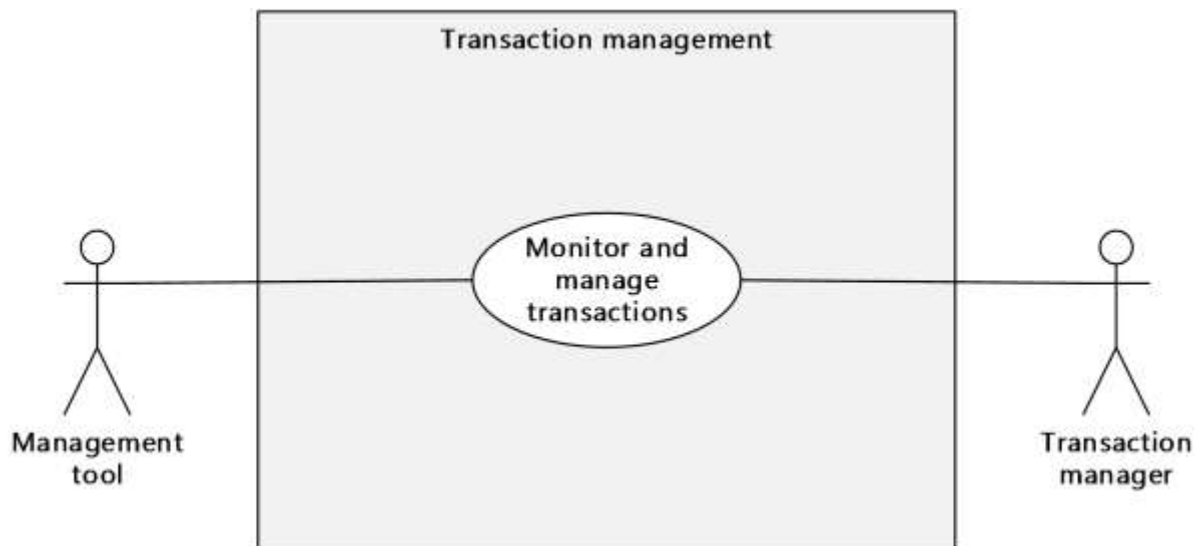 Transaction management
Monitor and
manage
transactions
Management
tool
Transaction
manager